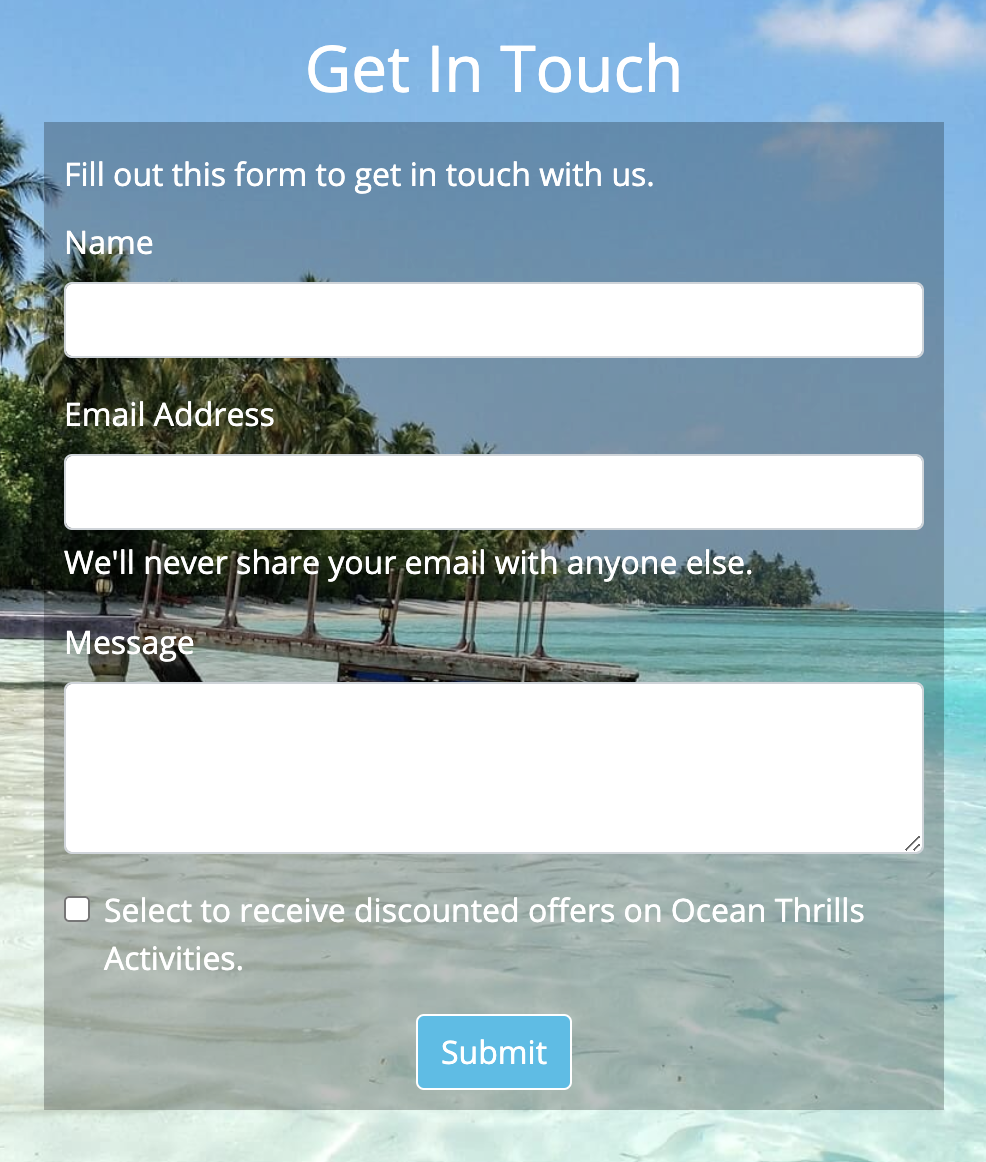 Get In Touch
Fill out this form to get in touch with us.
Name
Email Address
We'll never share your email with anyone else.
Message
Select to receive discounted offers on Ocean Thrills
Activities.
Submit